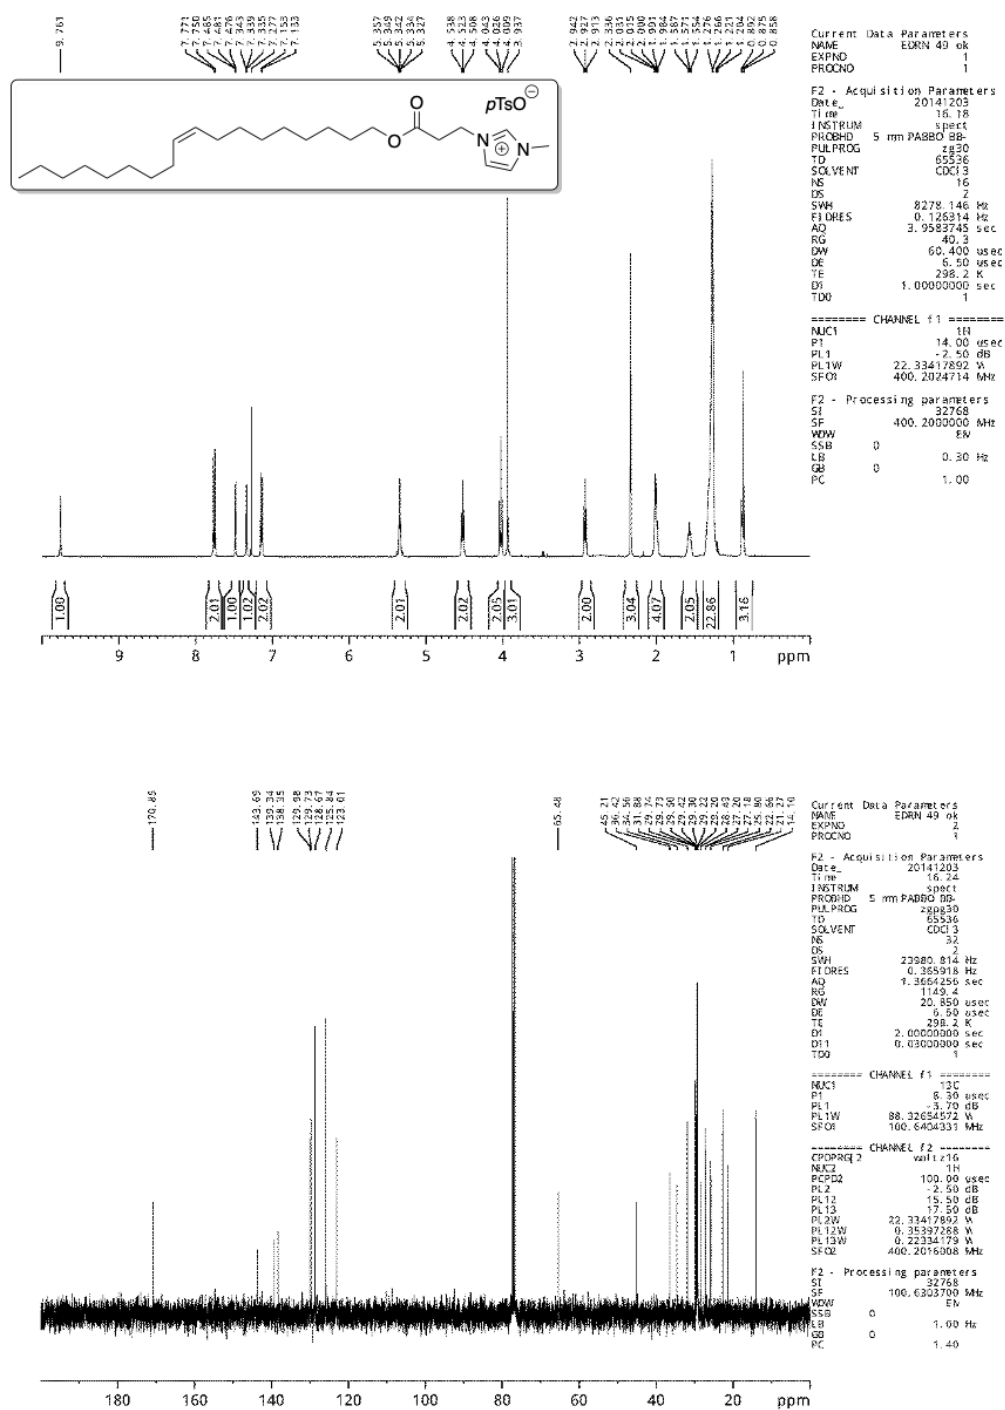 9.761
7.771
7.750
7.485
7.481
7.476
7.343
7.339
7.335
7.277
7.153
7.133
5.357
5.349
5.342
5.334
5.327
4.538
4.523
4.508
4.043
4.026
4.009
3.937
2.942
2.927
2.913
2.336
2.031
2.015
2.000
1.991
1.984
1.587
1.571
1.554
1.276
1.266
1.221
1.204
0.892
0.875
0.858
pTsO⊖
O
O
N
⊕
N
Current Data Parameters
NAME EDRN 49 ok
EXPNO 1
PROCNO 1
F2 - Acquisition Parameters
Date_ 20141203
Time 16.18
INSTRUM spect
PROBHD 5 mm PABBO BB-
PULPROG zg30
TD 65536
SOLVENT CDCl3
NS 16
DS 2
SWH 8278.146 Hz
FIDRES 0.126314 Hz
AQ 3.9583745 sec
RG 40.3
DW 60.400 usec
DE 6.50 usec
TE 298.2 K
D1 1.00000000 sec
TD0 1
======== CHANNEL f1 ========
NUC1 1H
P1 14.00 usec
PL1 -2.50 dB
PL1W 22.33417892 W
SFO1 400.2024714 MHz
F2 - Processing parameters
SI 32768
SF 400.2000000 MHz
WDW EM
SSB 0
LB 0.30 Hz
GB 0
PC 1.00
1.00
2.01
1.00
1.02
2.02
2.01
2.02
2.05
3.01
2.00
3.04
4.07
2.05
22.86
3.16
9 8 7 6 5 4 3 2 1 ppm
170.85
143.69
139.34
138.35
129.98
129.73
128.67
125.84
123.01
65.48
45.21
36.42
34.56
31.88
29.74
29.73
29.50
29.42
29.30
29.22
29.20
28.49
27.20
27.18
25.80
22.66
21.27
14.10
Current Data Parameters
NAME EDRN 49 ok
EXPNO 2
PROCNO 1
F2 - Acquisition Parameters
Date_ 20141203
Time 16.24
INSTRUM spect
PROBHD 5 mm PABBO BB-
PULPROG zgpg30
TD 65536
SOLVENT CDCl3
NS 32
DS 2
SWH 23980.814 Hz
FIDRES 0.365918 Hz
AQ 1.3664256 sec
RG 1149.4
DW 20.850 usec
DE 6.50 usec
TE 298.2 K
D1 2.00000000 sec
D11 0.03000000 sec
TD0 1
======== CHANNEL f1 ========
NUC1 13C
P1 8.30 usec
PL1 -3.70 dB
PL1W 88.32654572 W
SFO1 100.6404331 MHz
======== CHANNEL f2 ========
CPDPRG[2 waltz16
NUC2 1H
PCPD2 100.00 usec
PL2 -2.50 dB
PL12 15.50 dB
PL13 17.50 dB
PL2W 22.33417892 W
PL12W 0.35397288 W
PL13W 0.22334179 W
SFO2 400.2016008 MHz
F2 - Processing parameters
SI 32768
SF 100.6303700 MHz
WDW EM
SSB 0
LB 1.00 Hz
GB 0
PC 1.40
180 160 140 120 100 80 60 40 20 ppm